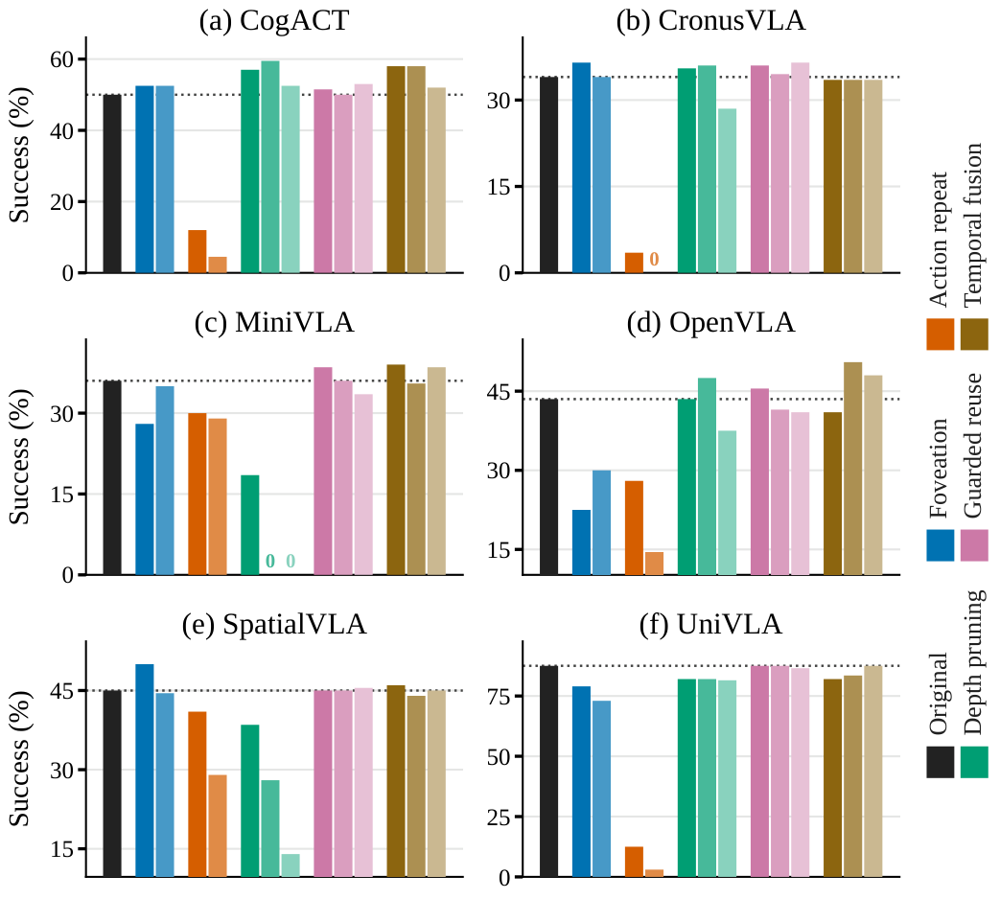 (a) CogACT
Success (%)
60
40
20
0
(b) CronusVLA
30
15
0
0
(c) MiniVLA
Success (%)
30
15
0
0 0
(d) OpenVLA
45
30
15
(e) SpatialVLA
Success (%)
45
30
15
(f) UniVLA
75
50
25
0
Original
Depth pruning
Foveation
Guarded reuse
Action repeat
Temporal fusion